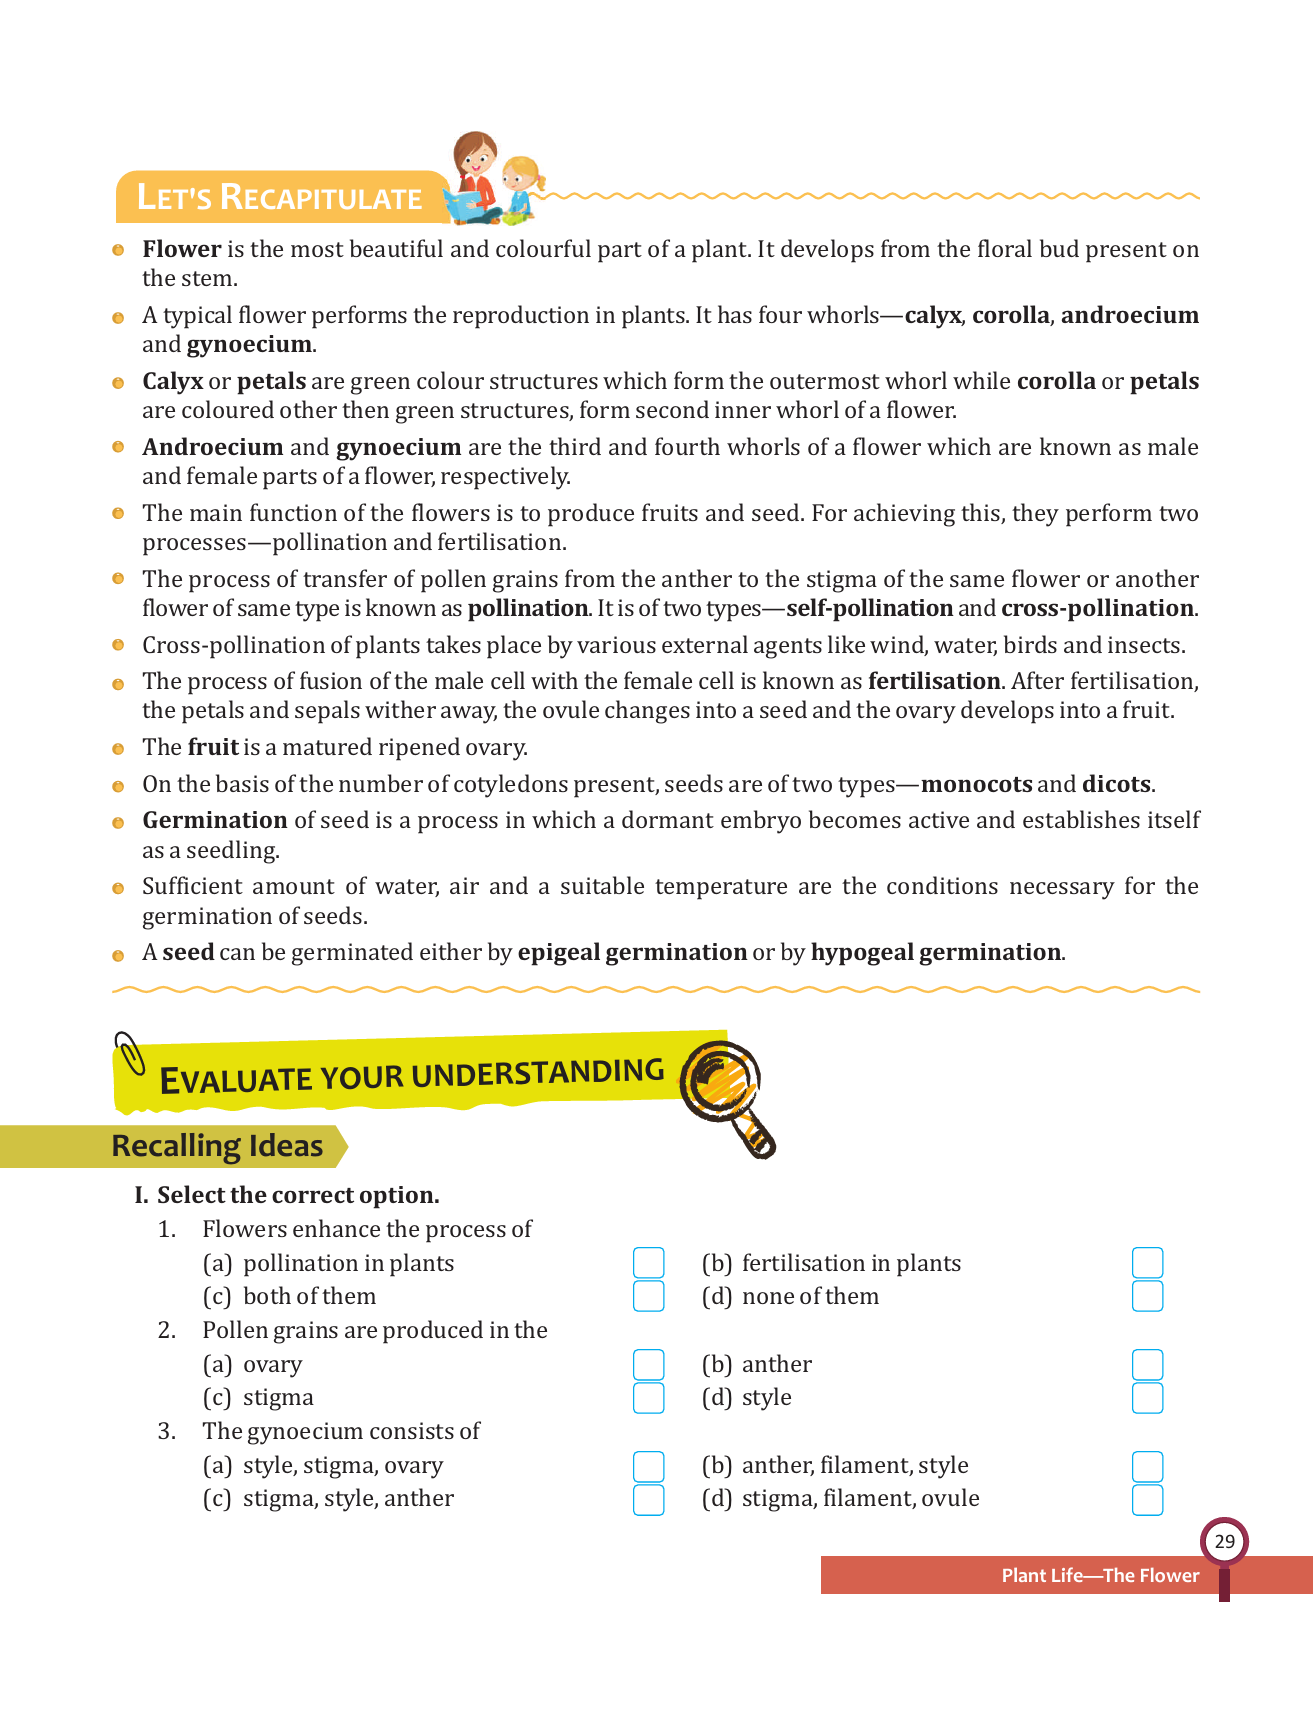 LET'S RECAPITULATE
Flower is the most beautiful and colourful part of a plant. It develops from the floral bud present on
the stem.
A typical flower performs the reproduction in plants. It has four whorls—calyx, corolla, androecium
and gynoecium.
Calyx or petals are green colour structures which form the outermost whorl while corolla or petals
are coloured other then green structures, form second inner whorl of a flower.
Androecium and gynoecium are the third and fourth whorls of a flower which are known as male
and female parts of a flower, respectively.
The main function of the flowers is to produce fruits and seed. For achieving this, they perform two
processes—pollination and fertilisation.
The process of transfer of pollen grains from the anther to the stigma of the same flower or another
flower of same type is known as pollination. It is of two types—self-pollination and cross-pollination.
Cross-pollination of plants takes place by various external agents like wind, water, birds and insects.
The process of fusion of the male cell with the female cell is known as fertilisation. After fertilisation,
the petals and sepals wither away, the ovule changes into a seed and the ovary develops into a fruit.
The fruit is a matured ripened ovary.
On the basis of the number of cotyledons present, seeds are of two types—monocots and dicots.
Germination of seed is a process in which a dormant embryo becomes active and establishes itself
as a seedling.
Sufficient amount of water, air and a suitable temperature are the conditions necessary for the
germination of seeds.
A seed can be germinated either by epigeal germination or by hypogeal germination.
EVALUATE YOUR UNDERSTANDING
Recalling Ideas
I. Select the correct option.
1. Flowers enhance the process of
(a) pollination in plants (b) fertilisation in plants
(c) both of them (d) none of them
2. Pollen grains are produced in the
(a) ovary (b) anther
(c) stigma (d) style
3. The gynoecium consists of
(a) style, stigma, ovary (b) anther, filament, style
(c) stigma, style, anther (d) stigma, filament, ovule
29
Plant Life—The Flower